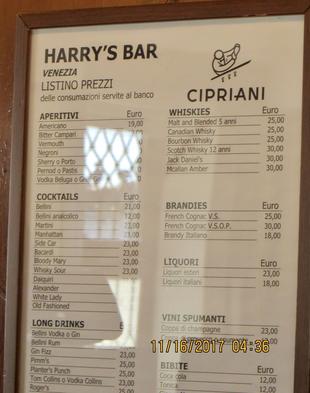 HARRY'S BAR
VENEZIA
LISTINO PREZZI
delle consumazioni servite al banco
CIPRIANI
APERITIVI Euro
Americano 19,00
Bitter Campari
Vermouth
Negroni
Sherry o Porto
Pernod o Pastis
Vodka Beluga o
COCKTAILS Euro
Bellini 21,00
Bellini analcolico 12,00
Martini 23,00
Manhattan 23,00
Side Car 23,00
Bacardi 23,00
Bloody Mary 23,00
Whisky Sour 23,00
Daiquiri
Alexander
White Lady
Old Fashioned
LONG DRINKS
Bellini Vodka o Gin
Bellini Rum
Gin Fizz 23,00
Pimm's 23,00
Planter's Punch 25,00
Tom Collins o Vodka Collins 23,00
Roger's 25,00
WHISKIES Euro
Malt and Blended 5 anni 25,00
Canadian Whisky 25,00
Bourbon Whisky 25,00
Scotch Whisky 12 anni 30,00
Jack Daniel's 30,00
Mcallan Amber 30,00
BRANDIES Euro
French Cognac V.S. 25,00
French Cognac V.S.O.P. 30,00
Brandy Italiano 18,00
LIQUORI Euro
Liquori esteri 23,00
Liquori italiani 18,00
VINI SPUMANTI Euro
Coppa di champagne 23,00
11/16/2017 04:36
BIBITE Euro
Coca cola 12,00
Tonica 12,00